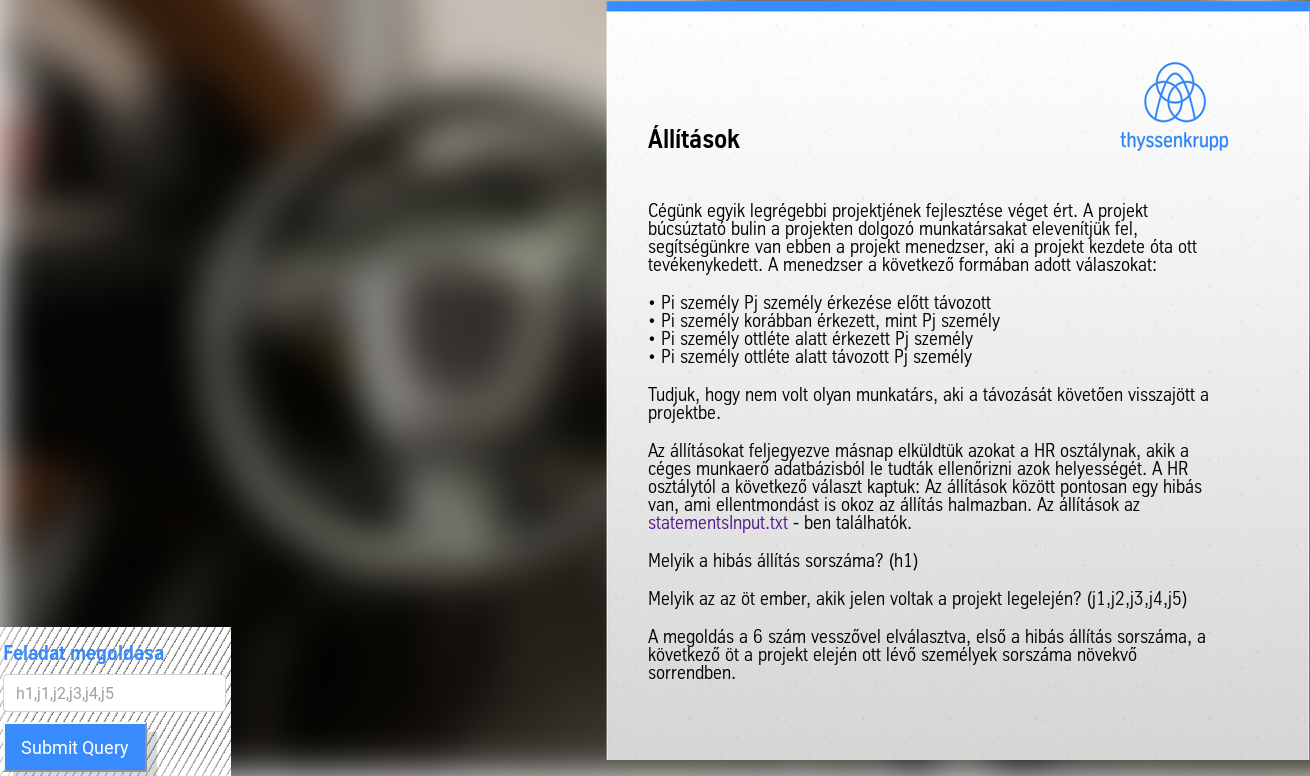 thyssenkrupp
Állítások
Cégünk egyik legrégebbi projektjének fejlesztése véget ért. A projekt
búcsúztató bulin a projekten dolgozó munkatársakat elevenítjük fel,
segítségünkre van ebben a projekt menedzser, aki a projekt kezdete óta ott
tevékenykedett. A menedzser a következő formában adott válaszokat:
• Pi személy Pj személy érkezése előtt távozott
• Pi személy korábban érkezett, mint Pj személy
• Pi személy ottléte alatt érkezett Pj személy
• Pi személy ottléte alatt távozott Pj személy
Tudjuk, hogy nem volt olyan munkatárs, aki a távozását követően visszajött a
projektbe.
Az állításokat feljegyezve másnap elküldtük azokat a HR osztálynak, akik a
céges munkaerő adatbázisból le tudták ellenőrizni azok helyességét. A HR
osztálytól a következő választ kaptuk: Az állítások között pontosan egy hibás
van, ami ellentmondást is okoz az állítás halmazban. Az állítások az
statementsInput.txt - ben találhatók.
Melyik a hibás állítás sorszáma? (h1)
Melyik az az öt ember, akik jelen voltak a projekt legelején? (j1,j2,j3,j4,j5)
A megoldás a 6 szám vesszővel elválasztva, első a hibás állítás sorszáma, a
következő öt a projekt elején ott lévő személyek sorszáma növekvő
sorrendben.
Feladat megoldása
h1,j1,j2,j3,j4,j5
Submit Query